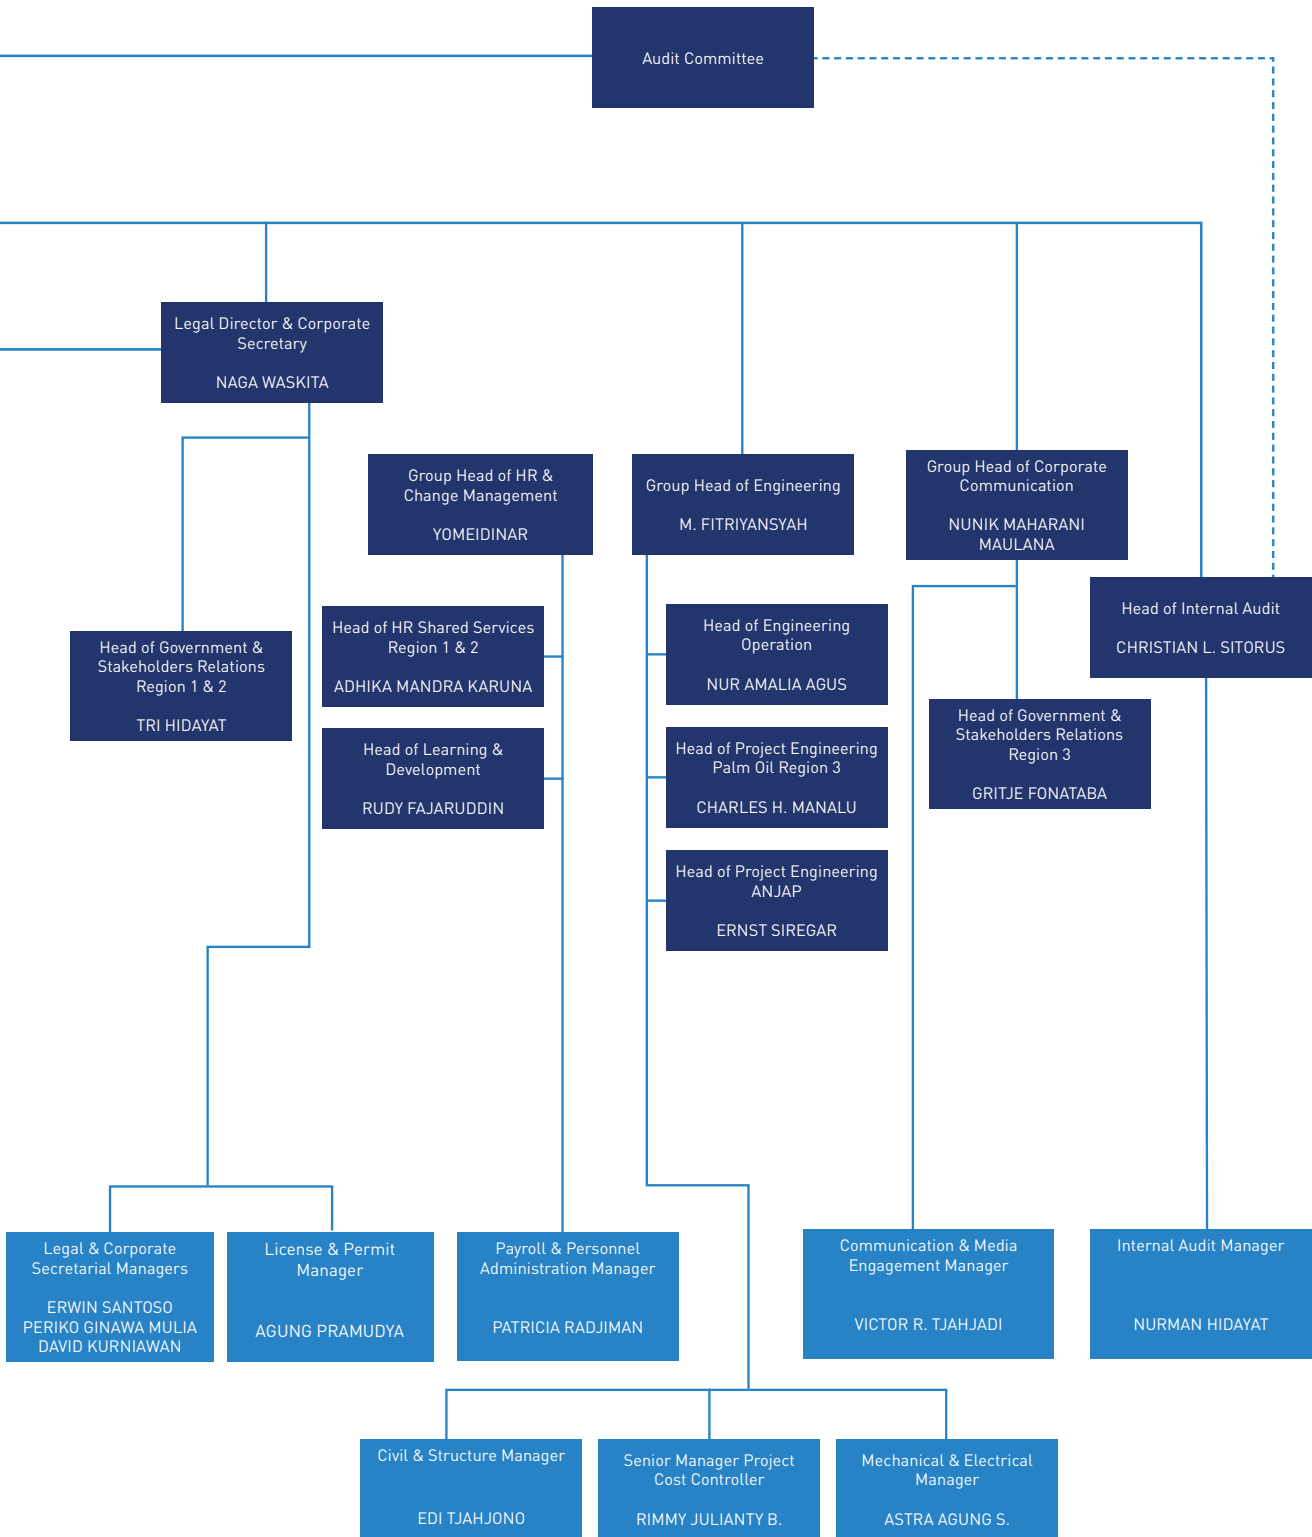 Audit Committee
Legal Director & Corporate
Secretary
NAGA WASKITA
Group Head of HR &
Change Management
YOMEIDINAR
Group Head of Engineering
M. FITRIYANSYAH
Group Head of Corporate
Communication
NUNIK MAHARANI
MAULANA
Head of Internal Audit
CHRISTIAN L. SITORUS
Head of Government &
Stakeholders Relations
Region 1 & 2
TRI HIDAYAT
Head of HR Shared Services
Region 1 & 2
ADHIKA MANDRA KARUNA
Head of Engineering
Operation
NUR AMALIA AGUS
Head of Government &
Stakeholders Relations
Region 3
GRITJE FONATABA
Head of Learning &
Development
RUDY FAJARUDDIN
Head of Project Engineering
Palm Oil Region 3
CHARLES H. MANALU
Head of Project Engineering
ANJAP
ERNST SIREGAR
Legal & Corporate
Secretarial Managers
ERWIN SANTOSO
PERIKO GINAWA MULIA
DAVID KURNIAWAN
License & Permit
Manager
AGUNG PRAMUDYA
Payroll & Personnel
Administration Manager
PATRICIA RADJIMAN
Communication & Media
Engagement Manager
VICTOR R. TJAHJADI
Internal Audit Manager
NURMAN HIDAYAT
Civil & Structure Manager
EDI TJAHJONO
Senior Manager Project
Cost Controller
RIMMY JULIANTY B.
Mechanical & Electrical
Manager
ASTRA AGUNG S.